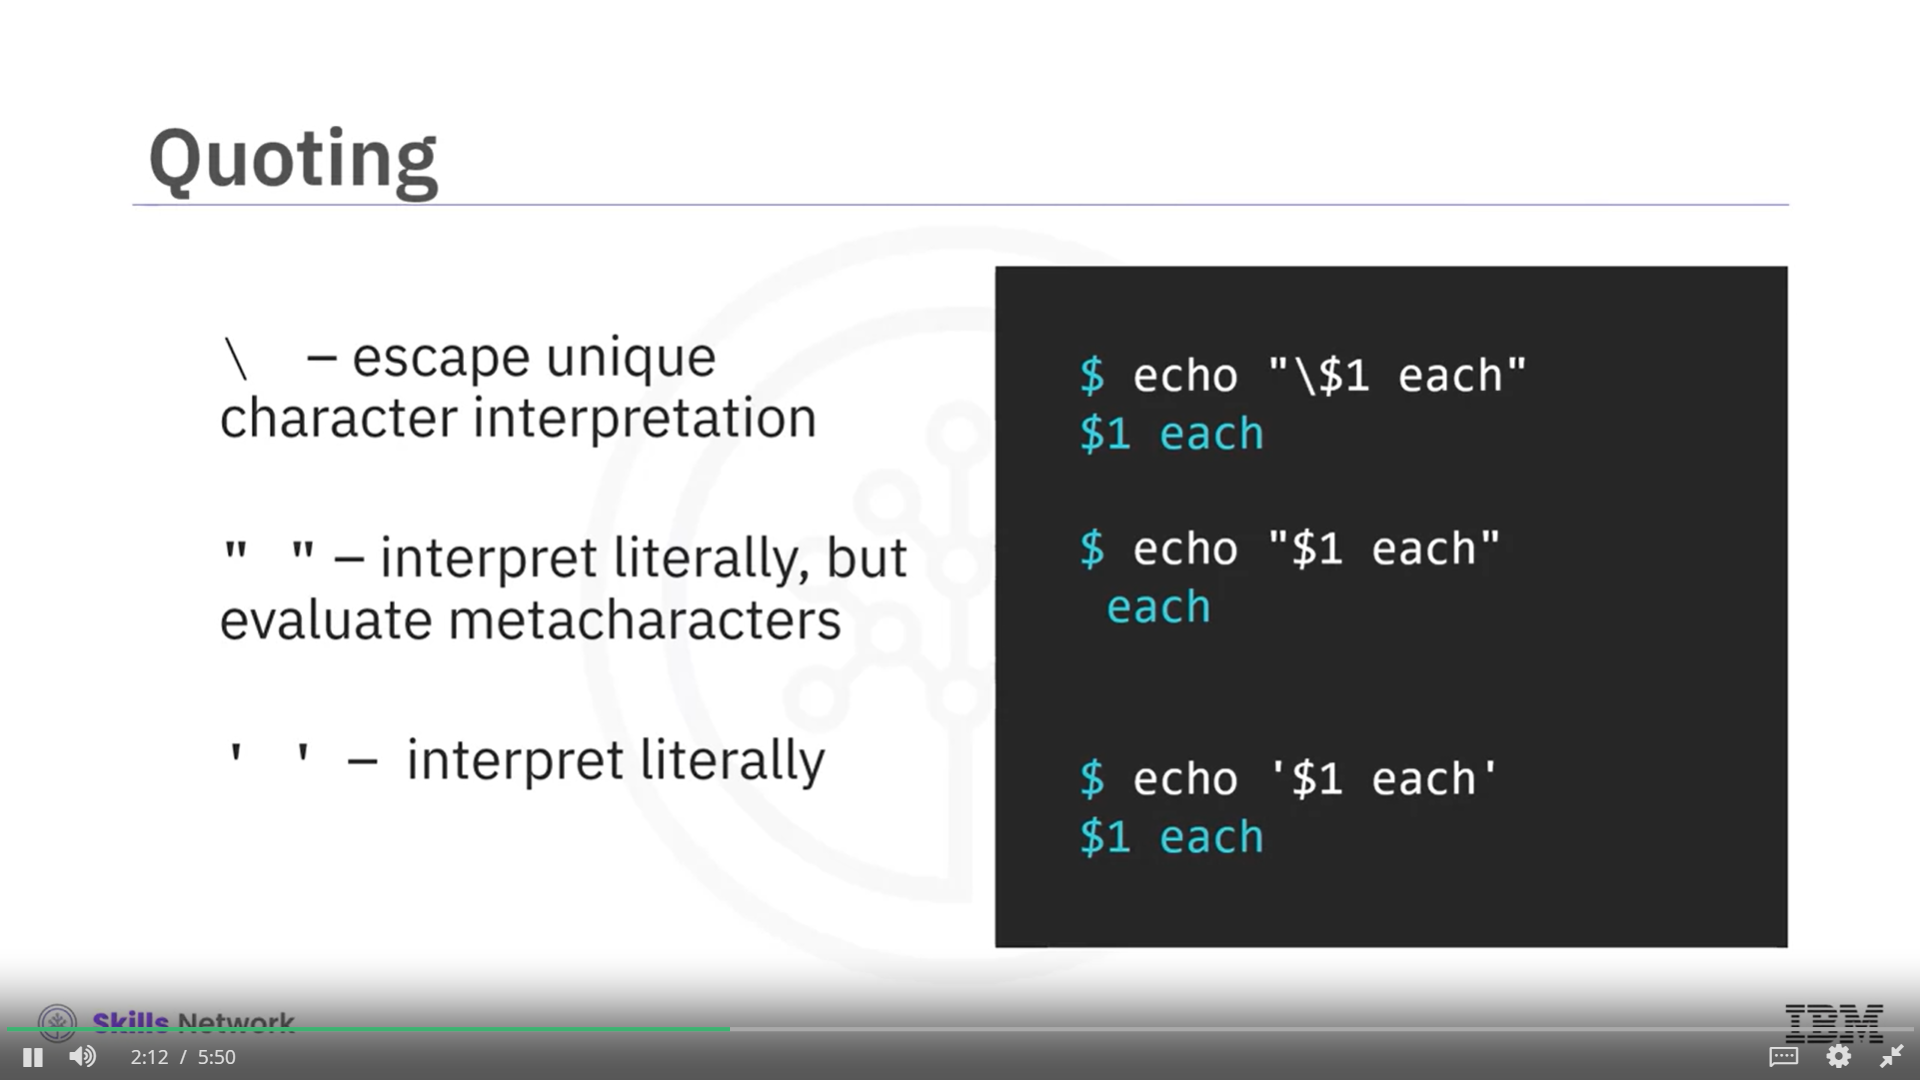 Quoting
\ – escape unique
character interpretation
" " – interpret literally, but
evaluate metacharacters
' ' – interpret literally
$ echo "\$1 each"
$1 each
$ echo "$1 each"
each
$ echo '$1 each'
$1 each
Skills Network
IBM
2:12 / 5:50